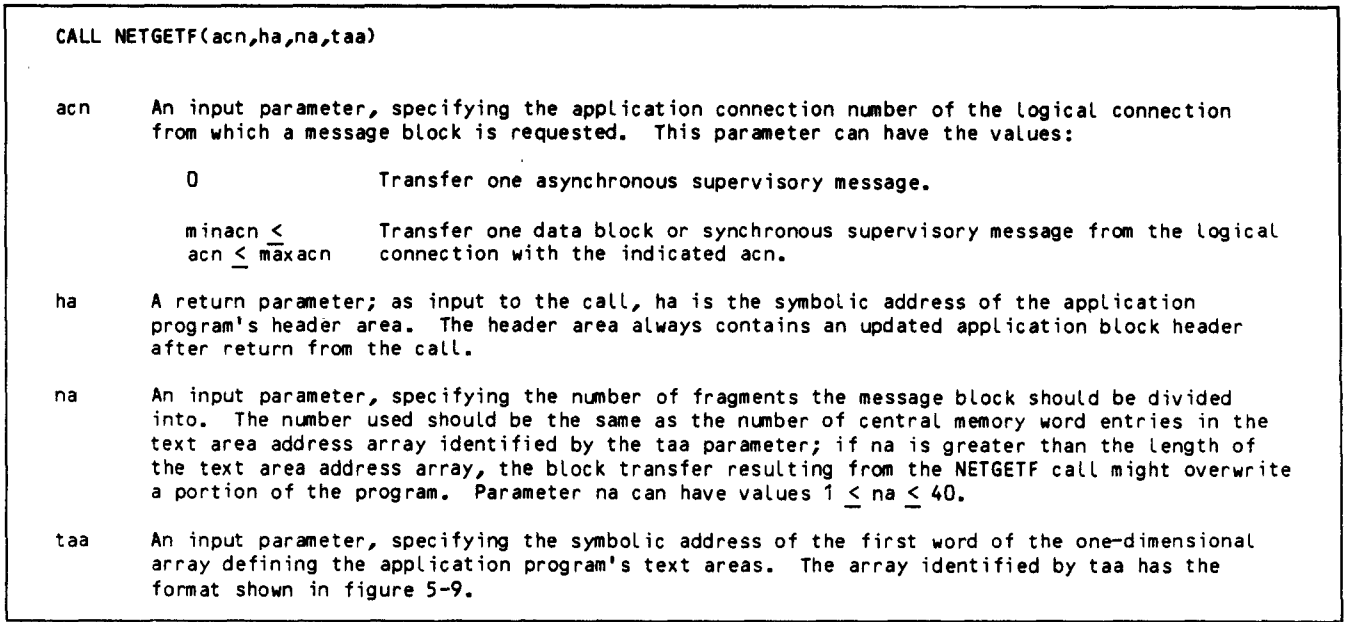 CALL NETGETF(acn,ha,na,taa)
acn An input parameter, specifying the application connection number of the logical connection
from which a message block is requested. This parameter can have the values:
0 Transfer one asynchronous supervisory message.
minacn ≤ Transfer one data block or synchronous supervisory message from the logical
acn ≤ maxacn connection with the indicated acn.
ha A return parameter; as input to the call, ha is the symbolic address of the application
program's header area. The header area always contains an updated application block header
after return from the call.
na An input parameter, specifying the number of fragments the message block should be divided
into. The number used should be the same as the number of central memory word entries in the
text area address array identified by the taa parameter; if na is greater than the length of
the text area address array, the block transfer resulting from the NETGETF call might overwrite
a portion of the program. Parameter na can have values 1 ≤ na ≤ 40.
taa An input parameter, specifying the symbolic address of the first word of the one-dimensional
array defining the application program's text areas. The array identified by taa has the
format shown in figure 5-9.